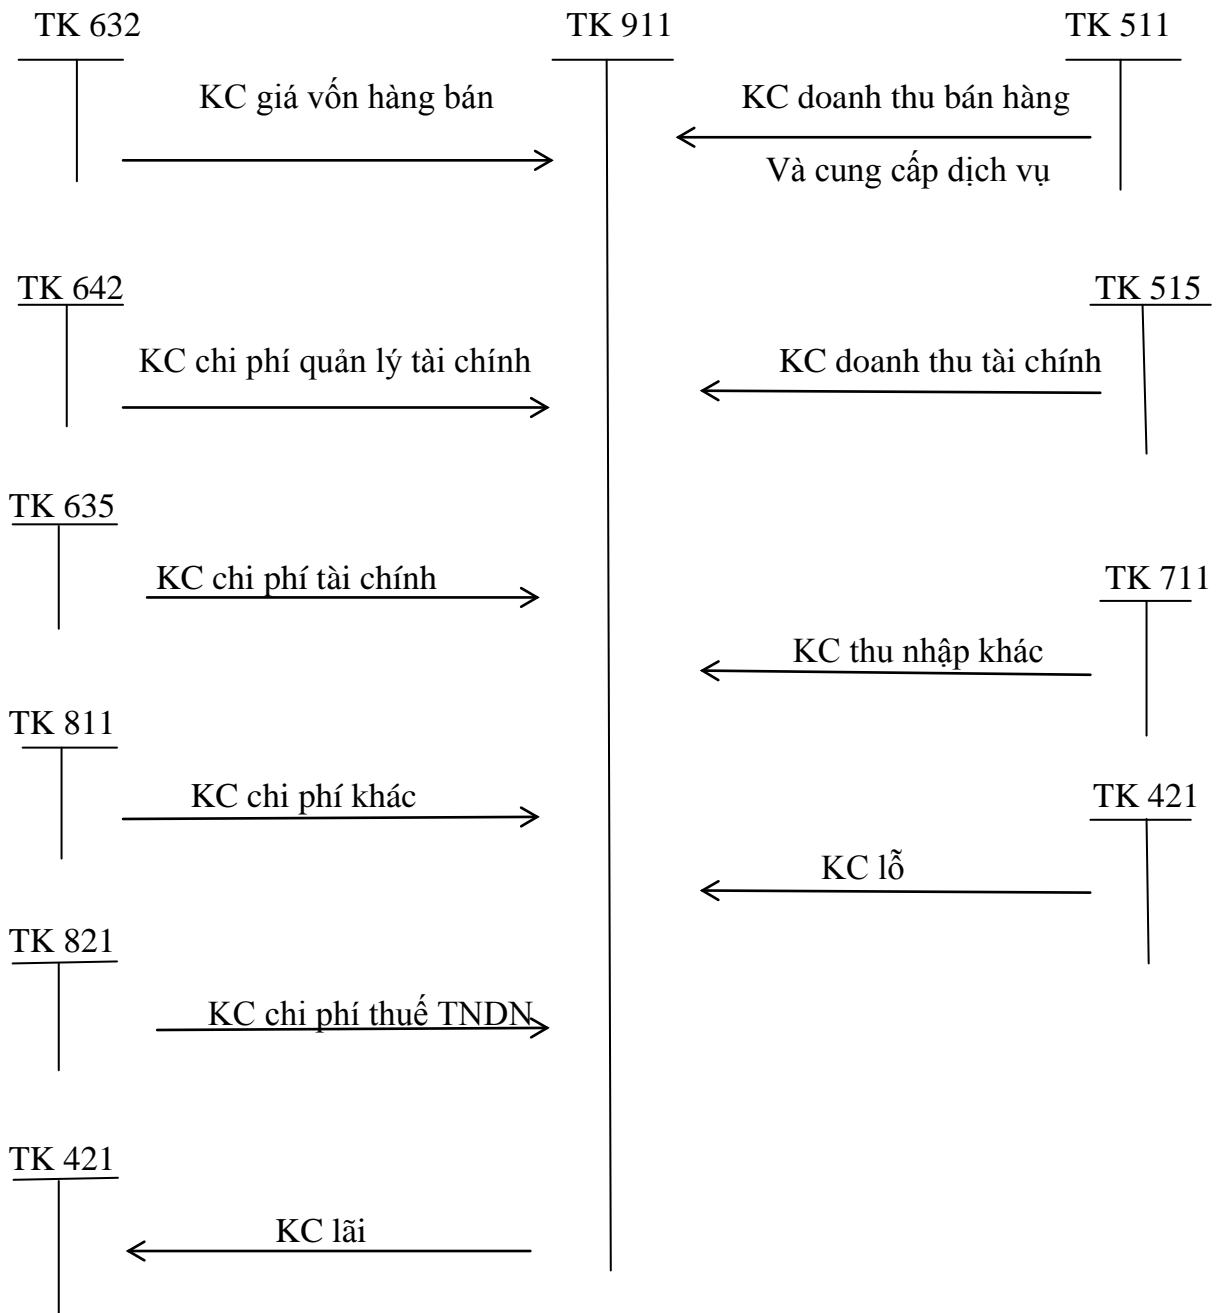 TK 632
TK 911
TK 511
KC giá vốn hàng bán
KC doanh thu bán hàng
Và cung cấp dịch vụ
TK 642
TK 515
KC chi phí quản lý tài chính
KC doanh thu tài chính
TK 635
KC chi phí tài chính
TK 711
KC thu nhập khác
TK 811
KC chi phí khác
TK 421
KC lỗ
TK 821
KC chi phí thuế TNDN
TK 421
KC lãi